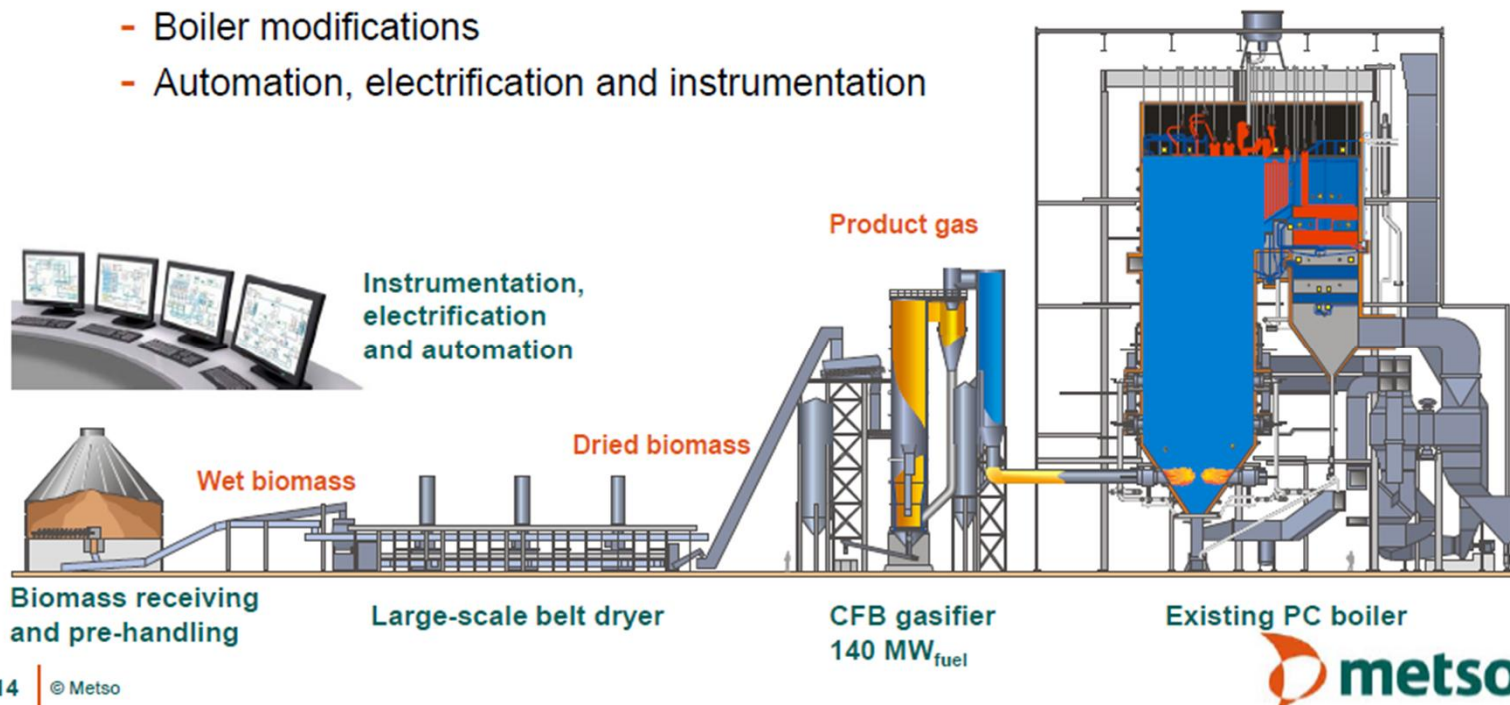 - Boiler modifications
- Automation, electrification and instrumentation
Product gas
Instrumentation,
electrification
and automation
Dried biomass
Wet biomass
Biomass receiving
and pre-handling
Large-scale belt dryer
CFB gasifier
140 MWfuel
Existing PC boiler
14 © Metso
metso